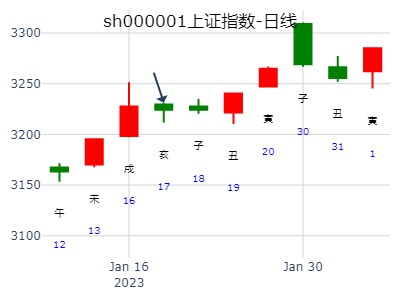 sh000001上证指数-日线
3300
3250
3200
3150
3100
午
未
戌
亥
子
丑
寅
子
丑
寅
12
13
16
17
18
19
20
30
31
1
Jan 16
2023
Jan 30